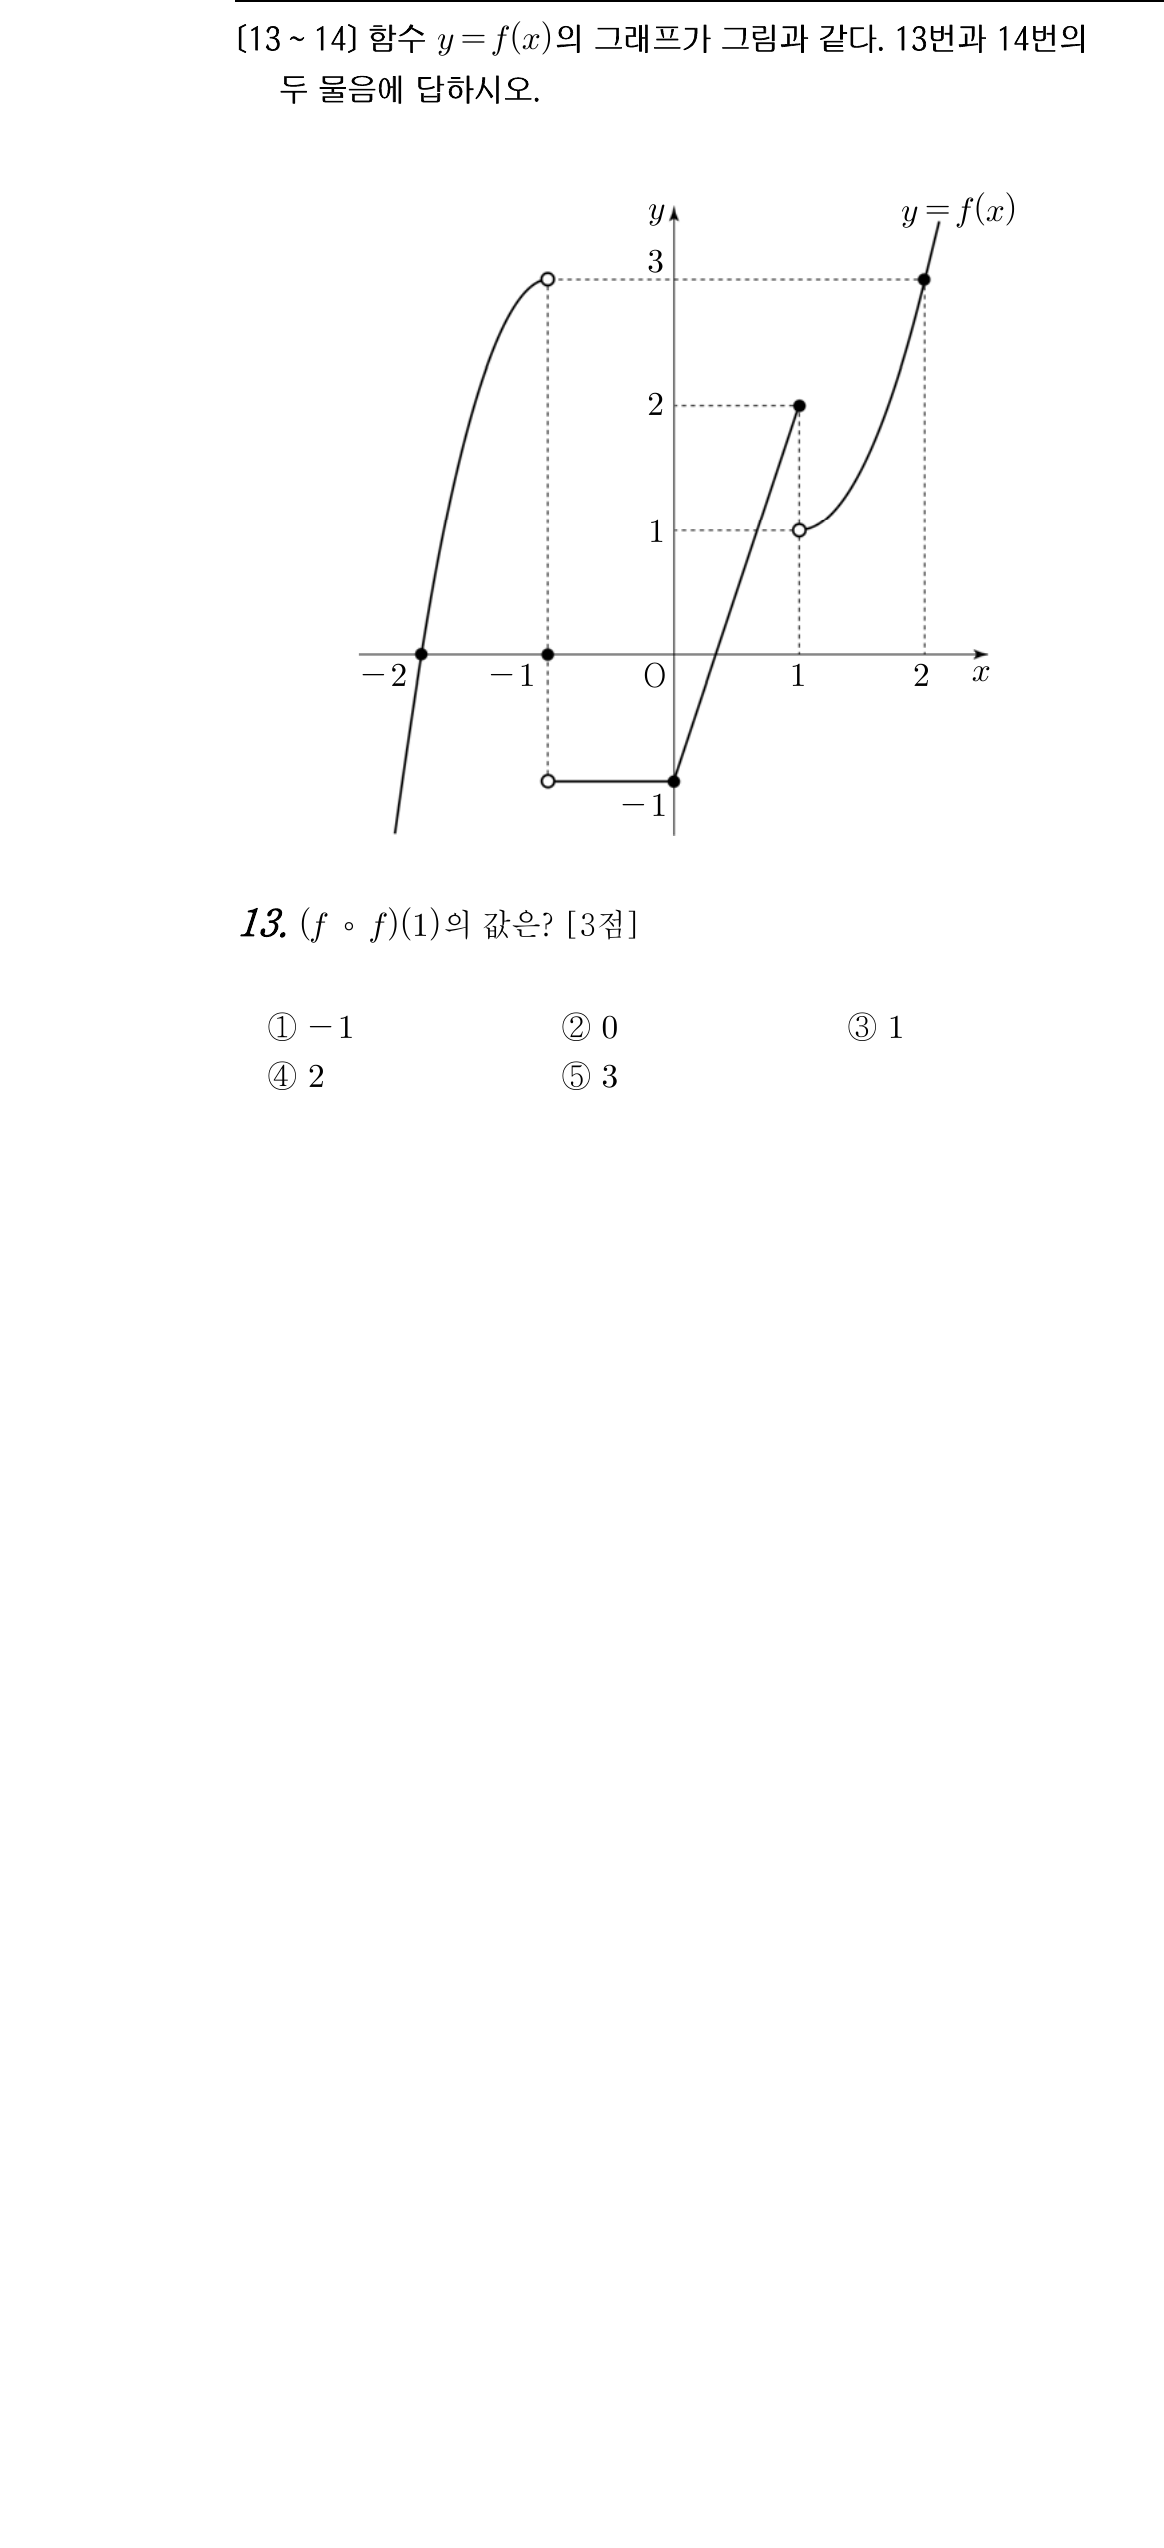 [13 ~ 14] 함수 y = f(x)의 그래프가 그림과 같다. 13번과 14번의
두 물음에 답하시오.
y
y = f(x)
3
2
1
-2
-1
O
1
2
x
-1
13. (f ∘ f)(1)의 값은? [3점]
① -1 ② 0 ③ 1
④ 2 ⑤ 3